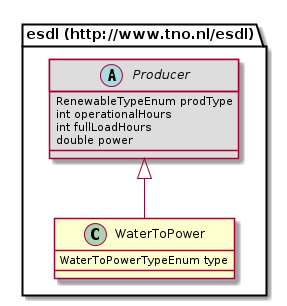 esdl (http://www.tno.nl/esdl)
A Producer
RenewableTypeEnum prodType
int operationalHours
int fullLoadHours
double power
C WaterToPower
WaterToPowerTypeEnum type